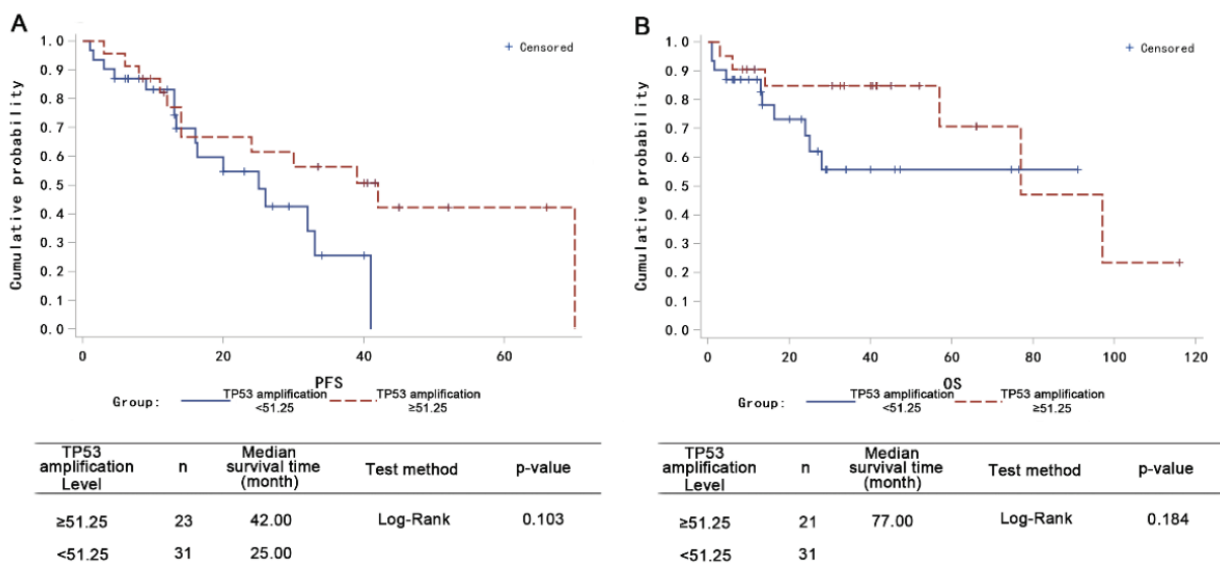 A
+ Censored
Cumulative probability
1.0
0.9
0.8
0.7
0.6
0.5
0.4
0.3
0.2
0.1
0.0
0 20 40 60
PFS
Group: TP53 amplification <51.25 TP53 amplification ≥51.25
TP53 amplification Level n Median survival time (month) Test method p-value
≥51.25 23 42.00 Log-Rank 0.103
<51.25 31 25.00
B
+ Censored
Cumulative probability
1.0
0.9
0.8
0.7
0.6
0.5
0.4
0.3
0.2
0.1
0.0
0 20 40 60 80 100 120
OS
Group: TP53 amplification <51.25 TP53 amplification ≥51.25
TP53 amplification Level n Median survival time (month) Test method p-value
≥51.25 21 77.00 Log-Rank 0.184
<51.25 31